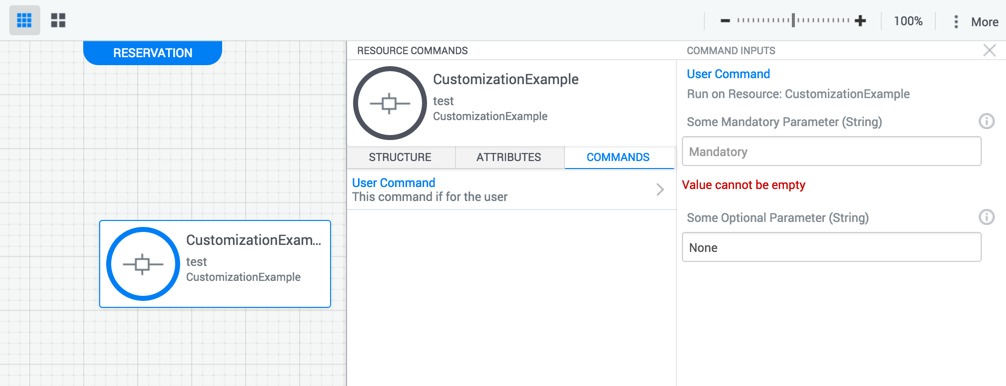 100%
More
RESERVATION
CustomizationExam...
test
CustomizationExample
RESOURCE COMMANDS
CustomizationExample
test
CustomizationExample
STRUCTURE
ATTRIBUTES
COMMANDS
User Command
This command if for the user
COMMAND INPUTS
User Command
Run on Resource: CustomizationExample
Some Mandatory Parameter (String)
Mandatory
Value cannot be empty
Some Optional Parameter (String)
None